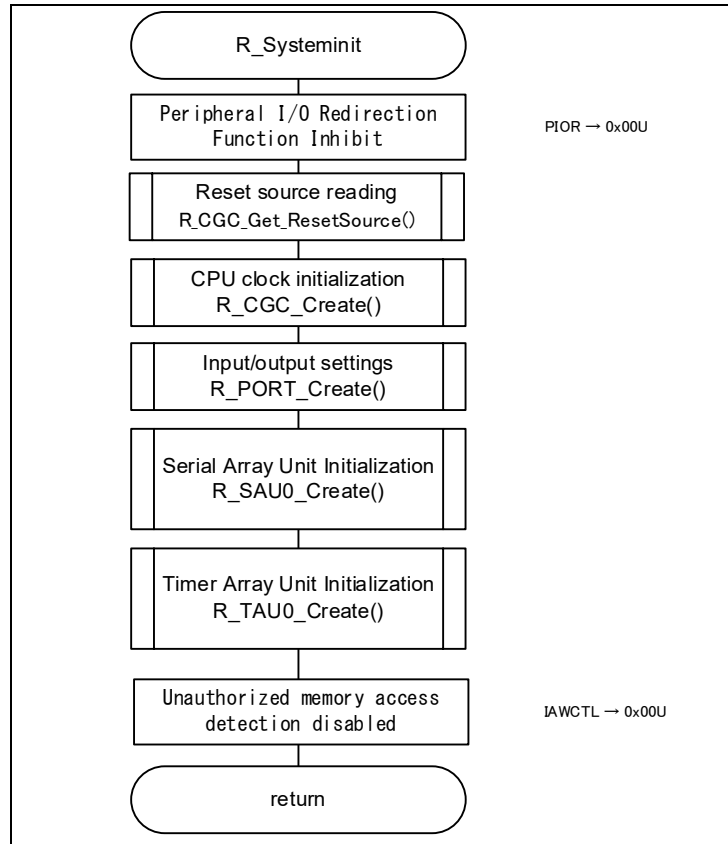 R_Systeminit
Peripheral I/O Redirection
Function Inhibit
PIOR → 0x00U
Reset source reading
R_CGC_Get_ResetSource()
CPU clock initialization
R_CGC_Create()
Input/output settings
R_PORT_Create()
Serial Array Unit Initialization
R_SAU0_Create()
Timer Array Unit Initialization
R_TAU0_Create()
Unauthorized memory access
detection disabled
IAWCTL → 0x00U
return